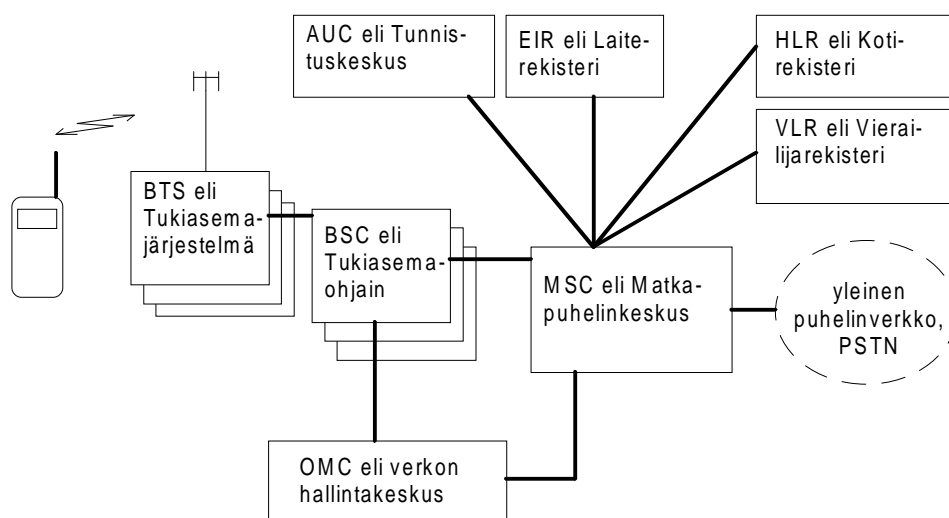 AUC eli Tunnis-
tuskeskus
EIR eli Laite-
rekisteri
HLR eli Koti-
rekisteri
VLR eli Vierai-
lijarekisteri
BTS eli
Tukiasema-
järjestelmä
BSC eli
Tukiasema-
ohjain
MSC eli Matka-
puhelinkeskus
yleinen
puhelinverkko,
PSTN
OMC eli verkon
hallintakeskus